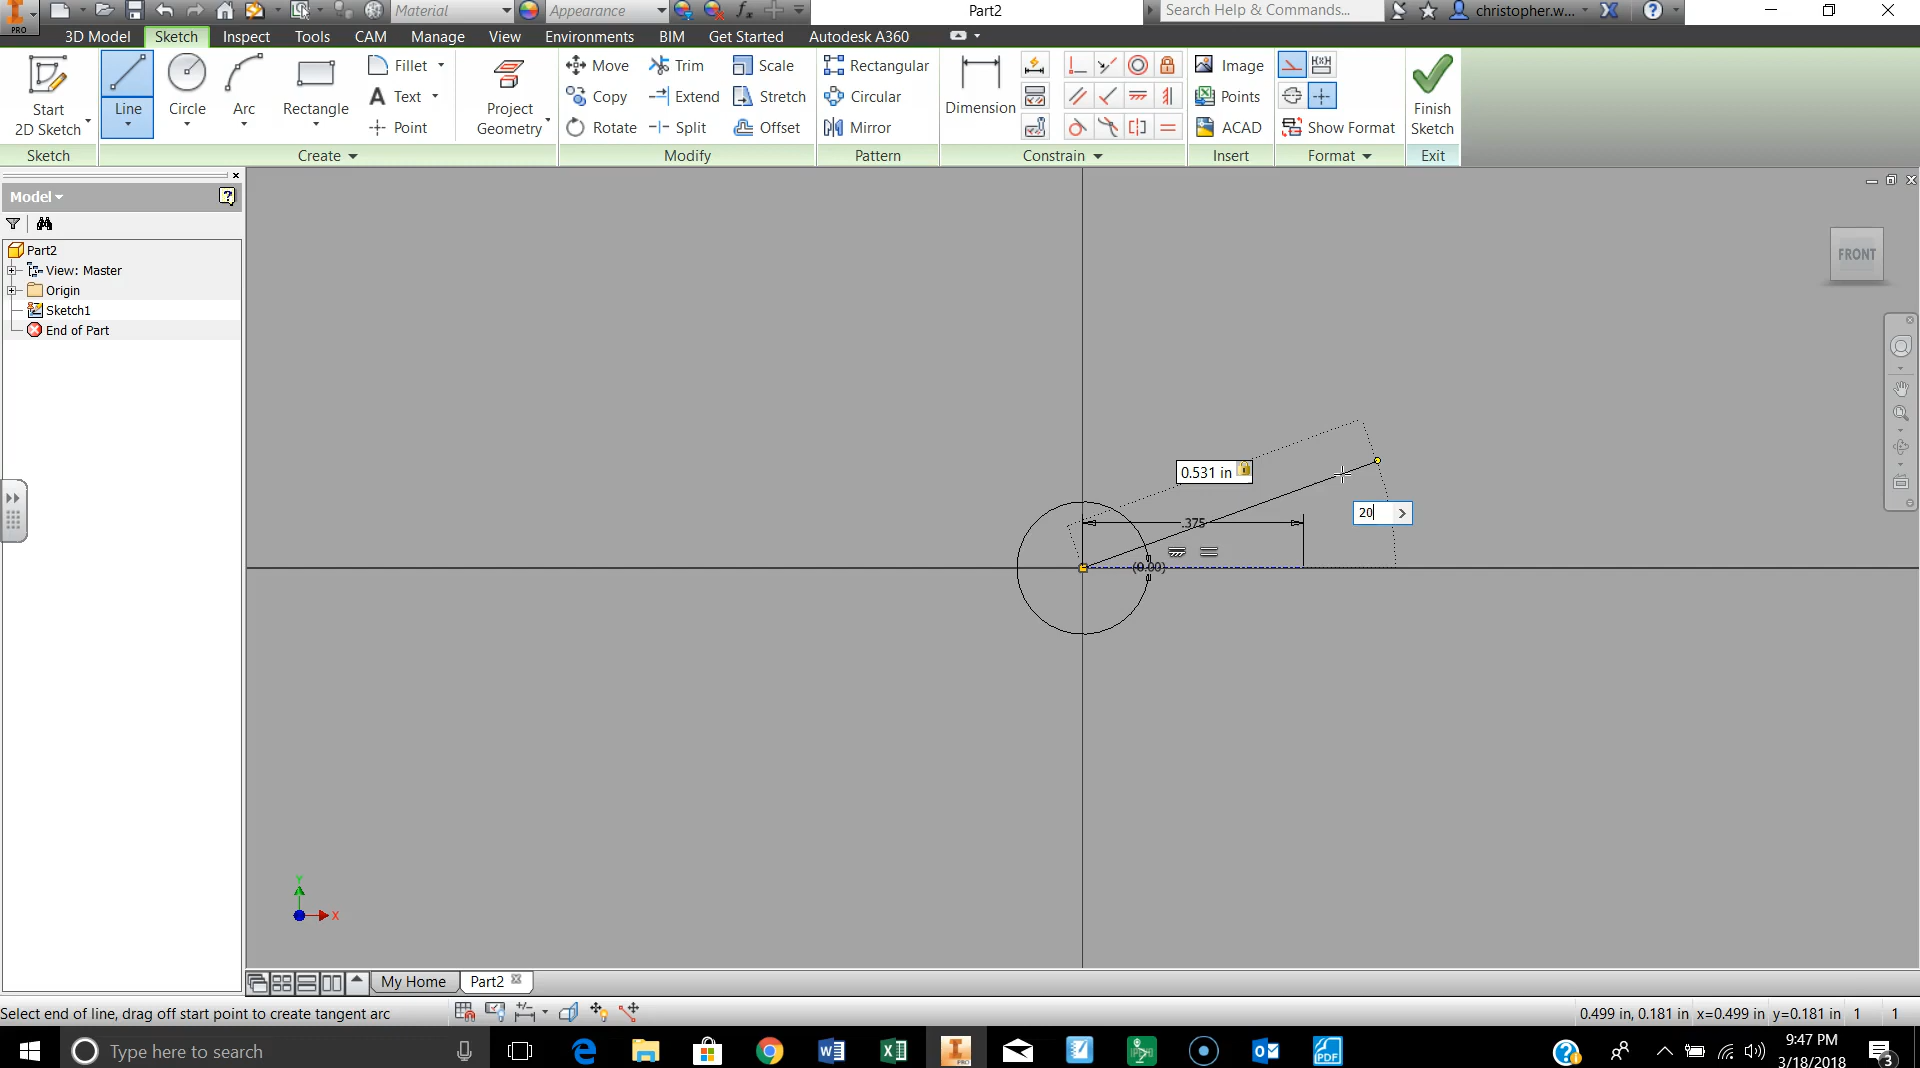 PRO
Material
Appearance
Part2
Search Help & Commands...
christopher.w...
3D Model Sketch Inspect Tools CAM Manage View Environments BIM Get Started Autodesk A360
Start
2D Sketch
Line
Circle
Arc
Rectangle
Fillet
Text
Point
Project
Geometry
Move
Copy
Rotate
Trim
Extend
Split
Scale
Stretch
Offset
Rectangular
Circular
Mirror
Dimension
Image
Points
ACAD
Show Format
Finish
Sketch
Sketch
Create
Modify
Pattern
Constrain
Insert
Format
Exit
Model
Part2
View: Master
Origin
Sketch1
End of Part
FRONT
0.531 in
20
.375
(0.00)
Y
X
My Home
Part2
Select end of line, drag off start point to create tangent arc
0.499 in, 0.181 in x=0.499 in y=0.181 in 1 1
Type here to search
PDF
9:47 PM
3/18/2018
3